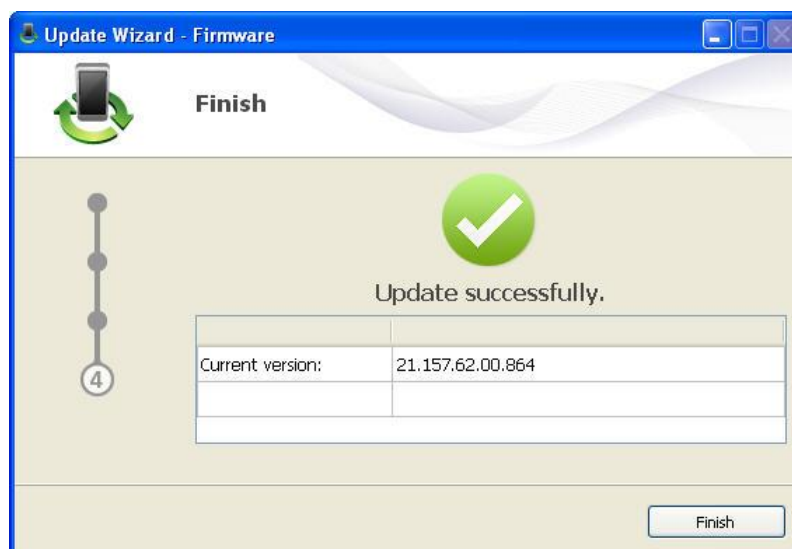 Update Wizard - Firmware
Finish
Update successfully.
Current version: 21.157.62.00.864
4
Finish